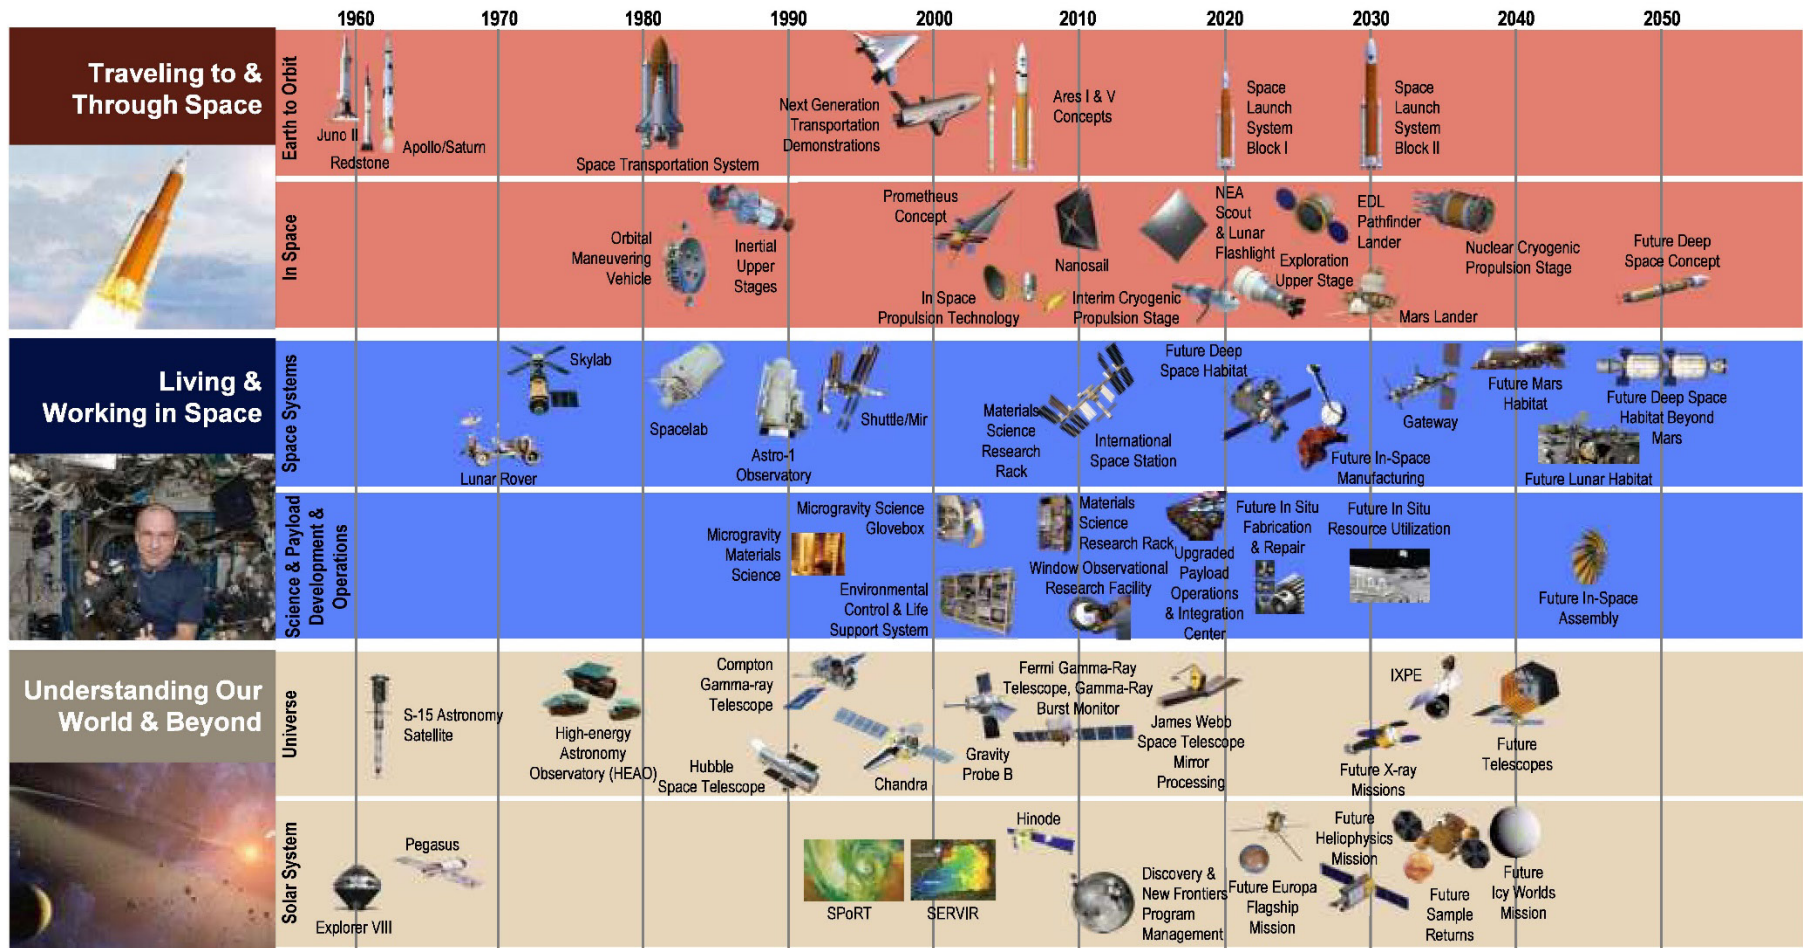 1960 1970 1980 1990 2000 2010 2020 2030 2040 2050
Traveling to &
Through Space
Earth to Orbit
Juno II
Redstone
Apollo/Saturn
Space Transportation System
Next Generation
Transportation
Demonstrations
Ares I & V
Concepts
Space
Launch
System
Block I
Space
Launch
System
Block II
In Space
Orbital
Maneuvering
Vehicle
Inertial
Upper
Stages
Prometheus
Concept
In Space
Propulsion Technology
Nanosail
Interim Cryogenic
Propulsion Stage
NEA
Scout
& Lunar
Flashlight
Exploration
Upper Stage
EDL
Pathfinder
Lander
Mars Lander
Nuclear Cryogenic
Propulsion Stage
Future Deep
Space Concept
Living &
Working in Space
Space Systems
Lunar Rover
Skylab
Spacelab
Astro-1
Observatory
Shuttle/Mir
Materials
Science
Research
Rack
International
Space Station
Future Deep
Space Habitat
Future In-Space
Manufacturing
Gateway
Future Mars
Habitat
Future Lunar Habitat
Future Deep Space
Habitat Beyond
Mars
Science & Payload
Development &
Operations
Microgravity
Materials
Science
Microgravity Science
Glovebox
Environmental
Control & Life
Support System
Materials
Science
Research Rack
Window Observational
Research Facility
Upgraded
Payload
Operations
& Integration
Center
Future In Situ
Fabrication
& Repair
Future In Situ
Resource Utilization
Future In-Space
Assembly
Understanding Our
World & Beyond
Universe
S-15 Astronomy
Satellite
High-energy
Astronomy
Observatory (HEAO)
Compton
Gamma-ray
Telescope
Hubble
Space Telescope
Chandra
Gravity
Probe B
Fermi Gamma-Ray
Telescope, Gamma-Ray
Burst Monitor
James Webb
Space Telescope
Mirror
Processing
IXPE
Future X-ray
Missions
Future
Telescopes
Solar System
Explorer VIII
Pegasus
SPoRT
SERVIR
Hinode
Discovery &
New Frontiers
Program
Management
Future Europa
Flagship
Mission
Future
Heliophysics
Mission
Future
Sample
Returns
Future
Icy Worlds
Mission